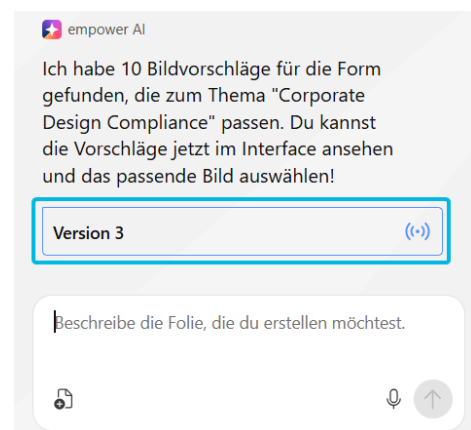 empower AI
Ich habe 10 Bildvorschläge für die Form
gefunden, die zum Thema "Corporate
Design Compliance" passen. Du kannst
die Vorschläge jetzt im Interface ansehen
und das passende Bild auswählen!
Version 3
Beschreibe die Folie, die du erstellen möchtest.